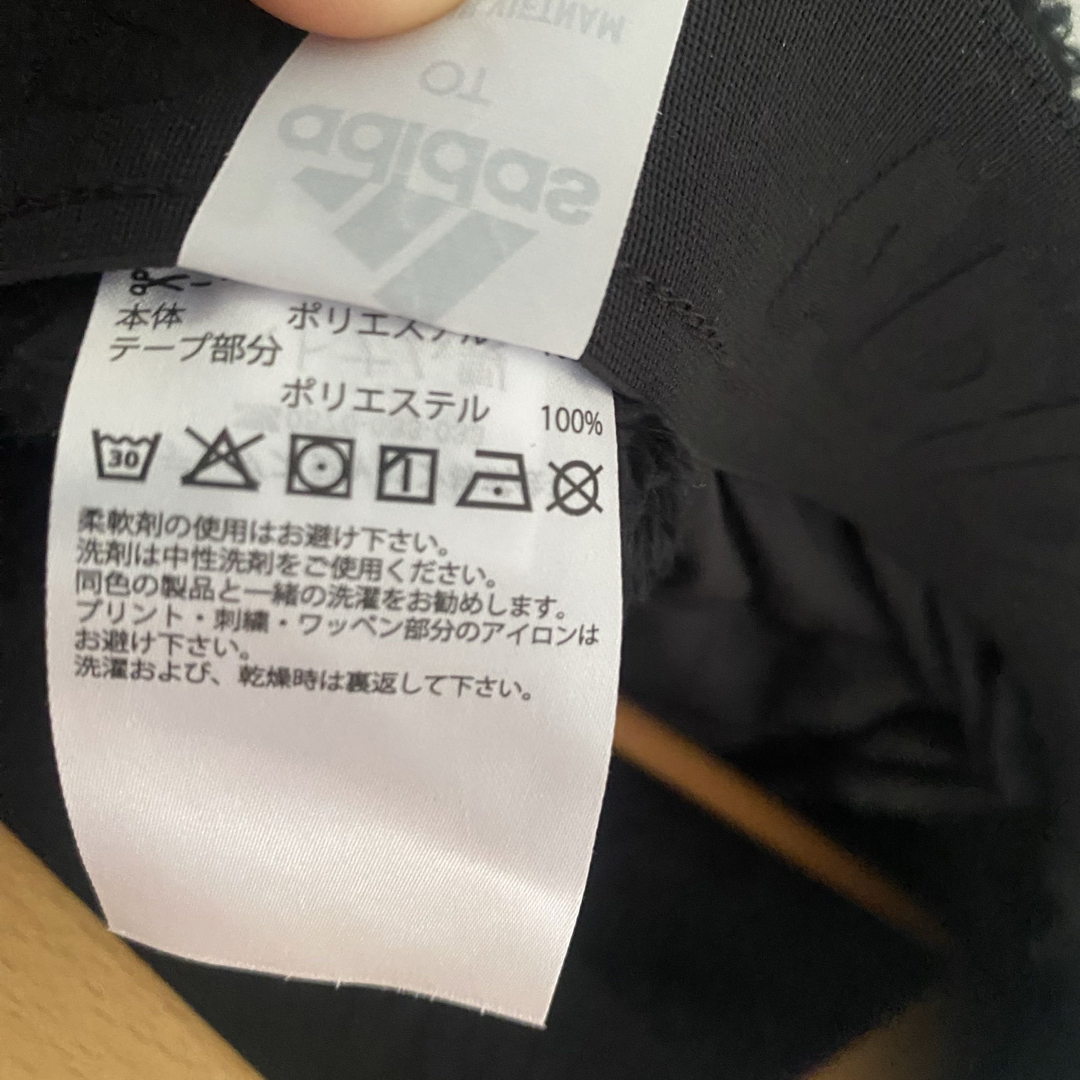 VIETNAM
TO
adidas
本体 ポリエステル
テープ部分
ポリエステル 100%
30
柔軟剤の使用はお避け下さい。
洗剤は中性洗剤をご使用ください。
同色の製品と一緒の洗濯をお勧めします。
プリント・刺繍・ワッペン部分のアイロンは
お避け下さい。
洗濯および、乾燥時は裏返して下さい。